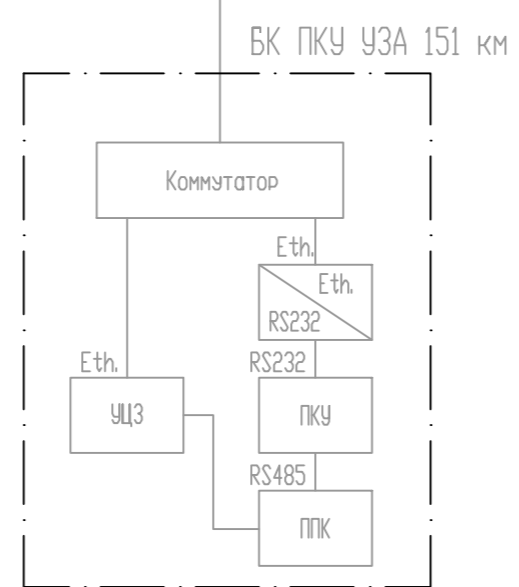 БК ПКУ УЗА 151 км
Коммутатор
Eth.
Eth.
RS232
Eth.
RS232
УЦЗ
ПКУ
RS485
ППК